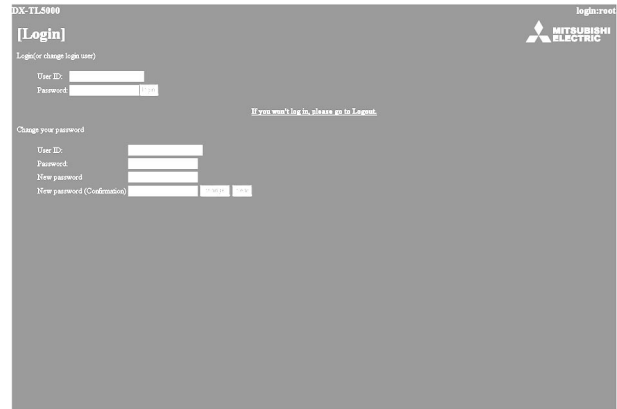 DX-TL5000
login:root
[Login]
MITSUBISHI
ELECTRIC
Login(or change login user)
User ID:
Password:
If you won't log in, please go to Logout.
Change your password
User ID:
Password:
New password
New password (Confirmation)